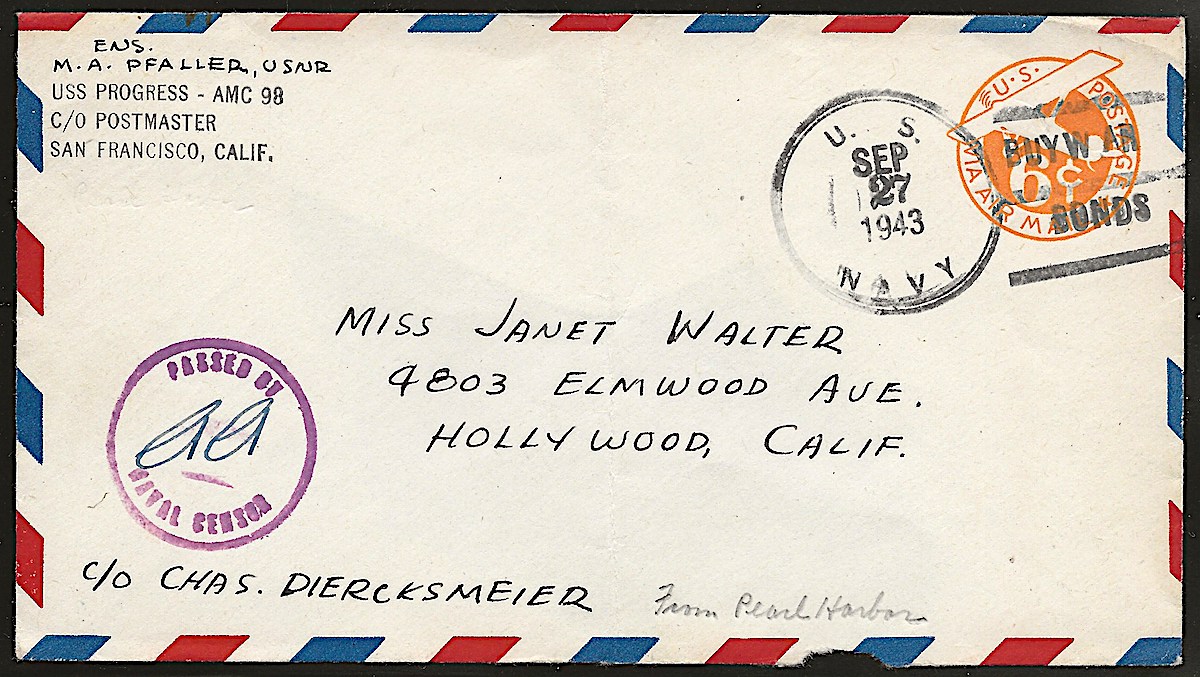 ENS.
M. A. PFALLER, USNR
USS PROGRESS - AMC 98
C/O POSTMASTER
SAN FRANCISCO, CALIF.
U. S.
SEP
27
1943
NAVY
U.S. POSTAGE
6¢
VIA AIR MAIL
BUY WAR
BONDS
MISS JANET WALTER
4803 ELMWOOD AVE.
HOLLYWOOD, CALIF.
PASSED BY
NAVAL CENSOR
c/o CHAS. DIERCKSMEIER
From Pearl Harbor